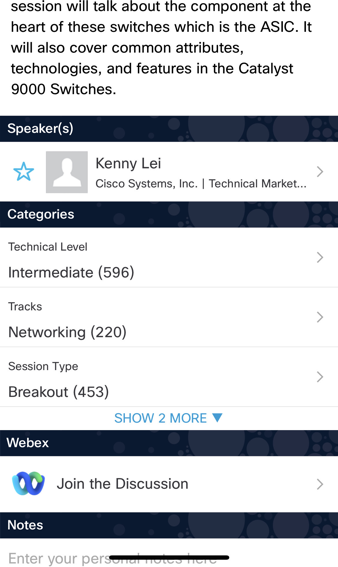 session will talk about the component at the
heart of these switches which is the ASIC. It
will also cover common attributes,
technologies, and features in the Catalyst
9000 Switches.
Speaker(s)
Kenny Lei
Cisco Systems, Inc. | Technical Market...
Categories
Technical Level
Intermediate (596)
Tracks
Networking (220)
Session Type
Breakout (453)
SHOW 2 MORE ▼
Webex
Join the Discussion
Notes
Enter your personal notes here